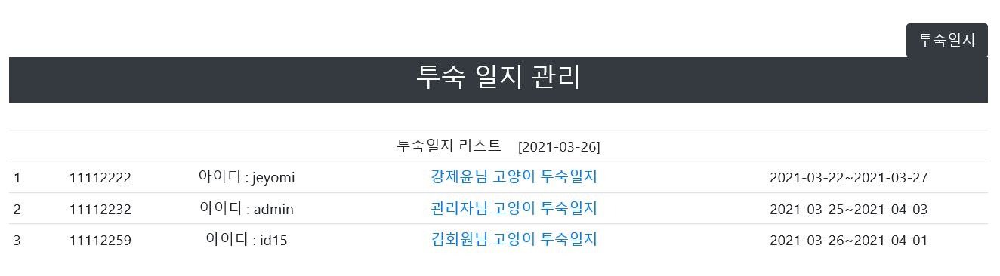 투숙일지
투숙 일지 관리
투숙일지 리스트 [2021-03-26]
1 11112222 아이디 : jeyomi 강제윤님 고양이 투숙일지 2021-03-22~2021-03-27
2 11112232 아이디 : admin 관리자님 고양이 투숙일지 2021-03-25~2021-04-03
3 11112259 아이디 : id15 김회원님 고양이 투숙일지 2021-03-26~2021-04-01